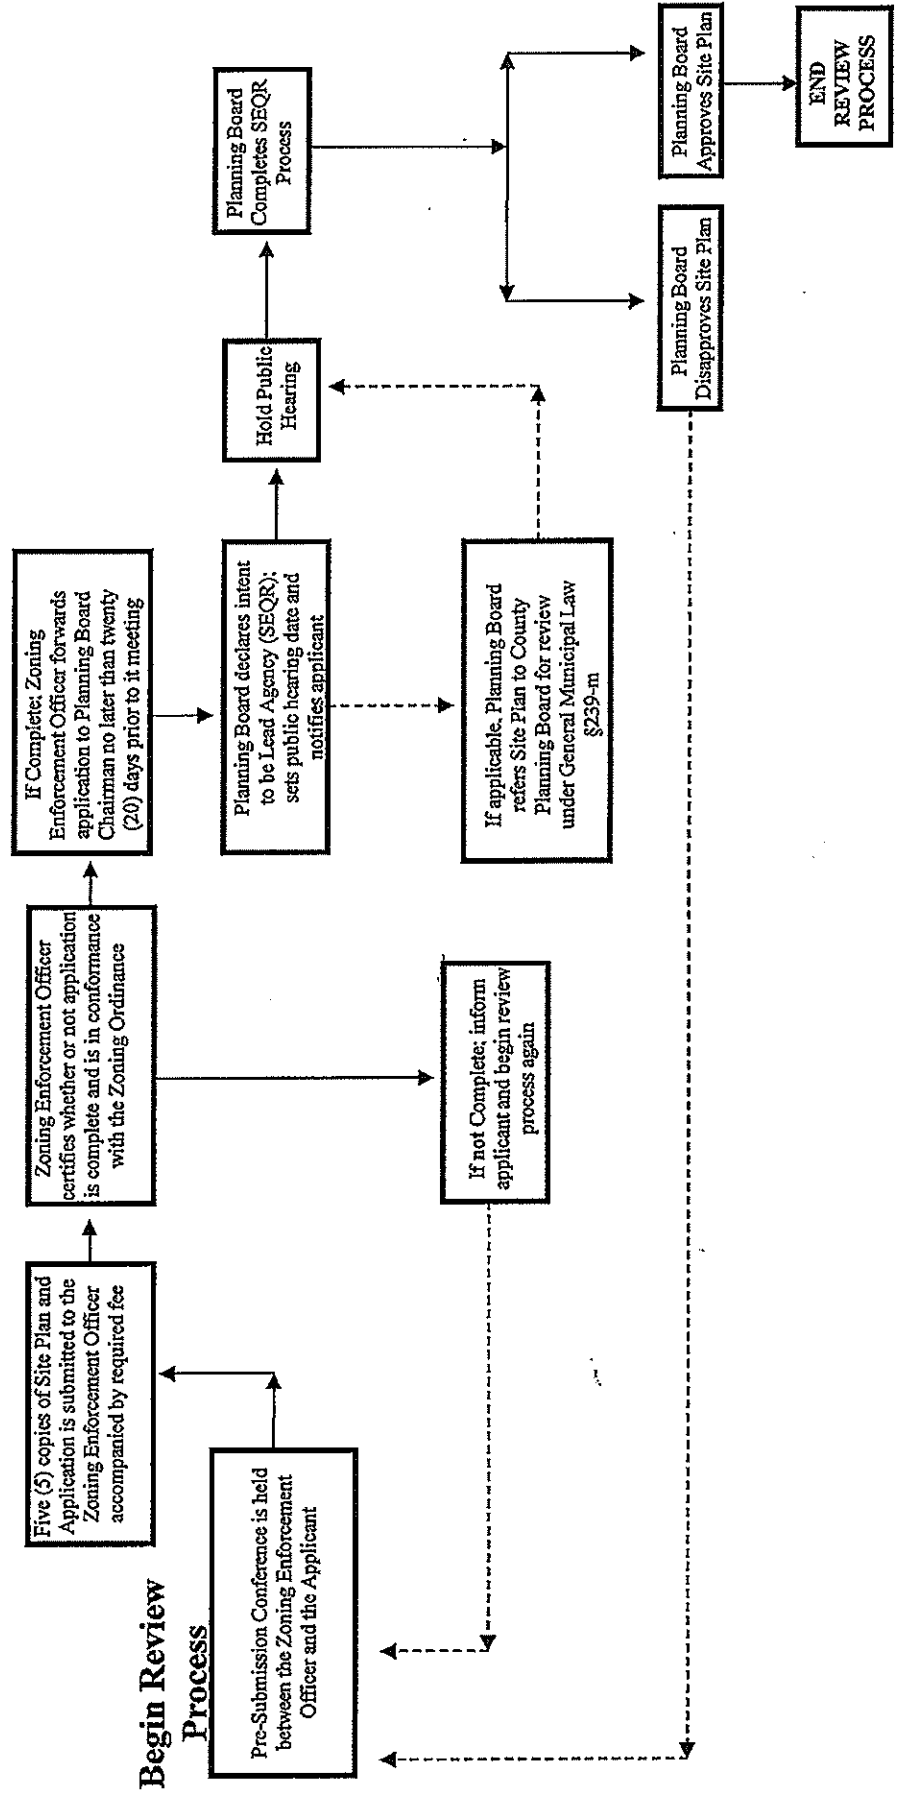 Begin Review
Process
Pre-Submission Conference is held
between the Zoning Enforcement
Officer and the Applicant
Five (5) copies of Site Plan and
Application is submitted to the
Zoning Enforcement Officer
accompanied by required fee
Zoning Enforcement Officer
certifies whether or not application
is complete and is in conformance
with the Zoning Ordinance
If not Complete; inform
applicant and begin review
process again
If Complete; Zoning
Enforcement Officer forwards
application to Planning Board
Chairman no later than twenty
(20) days prior to it meeting
Planning Board declares intent
to be Lead Agency (SEQR);
sets public hearing date and
notifies applicant
If applicable, Planning Board
refers Site Plan to County
Planning Board for review
under General Municipal Law
§239-m
Hold Public
Hearing
Planning Board
Completes SEQR
Process
Planning Board
Disapproves Site Plan
Planning Board
Approves Site Plan
END
REVIEW
PROCESS